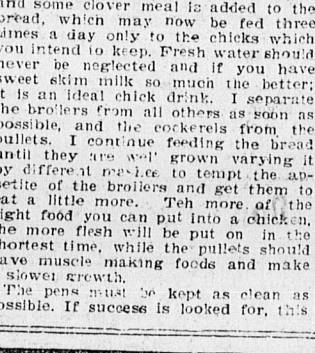 and some clover meal is added to the
bread, which may now be fed three
times a day only to the chicks which
you intend to keep. Fresh water should
never be neglected and if you have
sweet skim milk so much the better;
it is an ideal chick drink. I separate
the broilers from all others as soon as
possible, and the cockerels from the
pullets. I continue feeding the bread
until they are well grown varying it
by different to tempt the ap-
petite of the broilers and get them to
eat a little more. Teh more of the
right food you can put into a chicken,
the more flesh will be put on in the
shortest time, while the pullets should
have muscle making foods and make
slower growth.
The pens must be kept as clean as
possible. If success is looked for, this